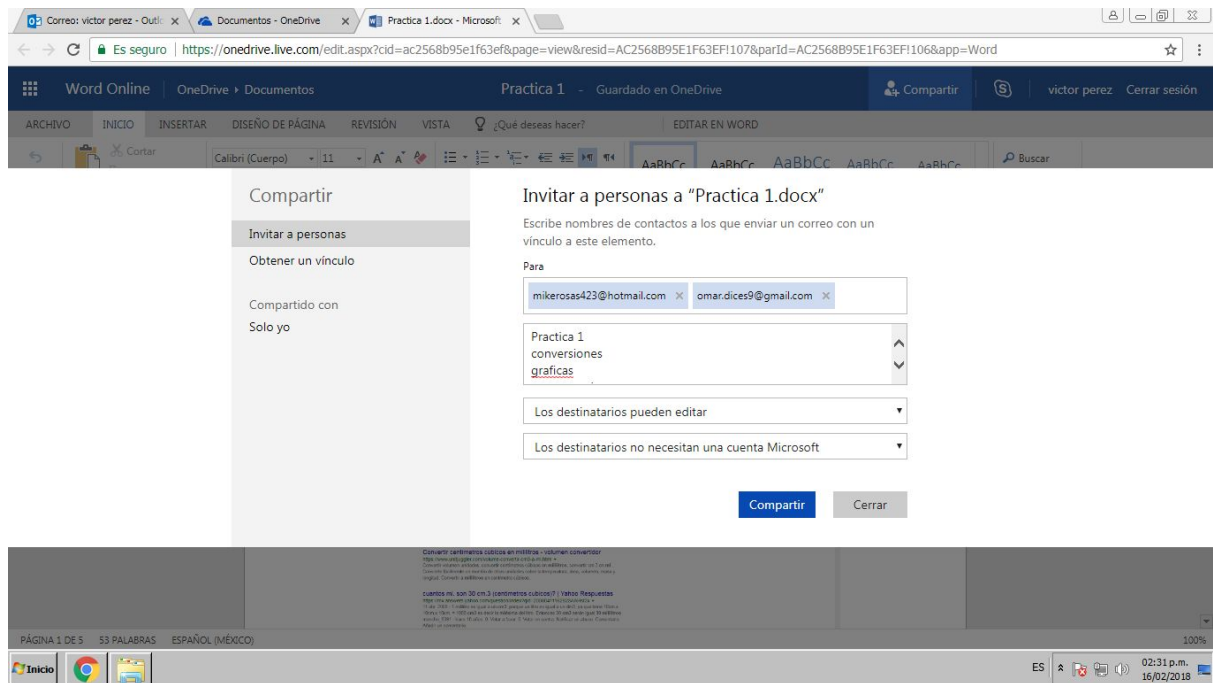 Correo: victor perez - Outlo
Documentos - OneDrive
Practica 1.docx - Microsoft
Es seguro | https://onedrive.live.com/edit.aspx?cid=ac2568b95e1f63ef&page=view&resid=AC2568B95E1F63EF!107&parId=AC2568B95E1F63EF!106&app=Word
Word Online OneDrive Documentos Practica 1 - Guardado en OneDrive Compartir victor perez Cerrar sesión
ARCHIVO INICIO INSERTAR DISEÑO DE PÁGINA REVISIÓN VISTA ¿Qué deseas hacer? EDITAR EN WORD
Cortar Calibri (Cuerpo) 11 AaBbCc AaBbCc AaBbCc AaBbCc AaBbCc Buscar
Compartir
Invitar a personas
Obtener un vínculo
Compartido con
Solo yo
Invitar a personas a "Practica 1.docx"
Escribe nombres de contactos a los que enviar un correo con un
vínculo a este elemento.
Para
mikerosas423@hotmail.com omar.dices9@gmail.com
Practica 1
conversiones
graficas
Los destinatarios pueden editar
Los destinatarios no necesitan una cuenta Microsoft
Compartir Cerrar
Convertir centimetros cubicos en mililitros - volumen convertidor
cuantos mL son 30 cm.3 (centimetros cubicos)? | Yahoo Respuestas
PÁGINA 1 DE 5 53 PALABRAS ESPAÑOL (MÉXICO) 100%
Inicio ES 02:31 p.m.
16/02/2018